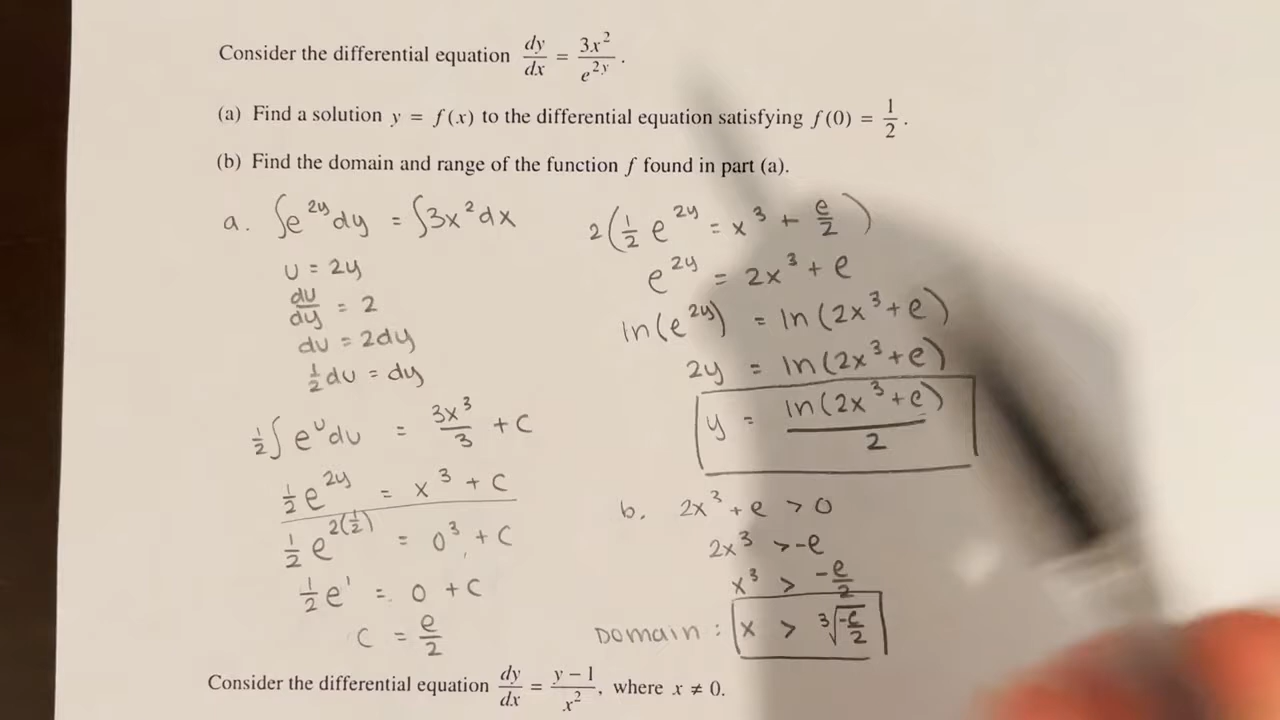 Consider the differential equation dy/dx = 3x²/e^(2y).
(a) Find a solution y = f(x) to the differential equation satisfying f(0) = 1/2.
(b) Find the domain and range of the function f found in part (a).
a. ∫e^(2y) dy = ∫3x² dx
u = 2y
du/dy = 2
du = 2dy
½ du = dy
½∫e^u du = 3x³/3 + C
½e^(2y) = x³ + C
½e^(2(½)) = 0³ + C
½e¹ = 0 + C
C = e/2
2(½e^(2y) = x³ + e/2)
e^(2y) = 2x³ + e
ln(e^(2y)) = ln(2x³+e)
2y = ln(2x³+e)
y = ln(2x³+e)/2
b. 2x³ + e > 0
2x³ > -e
x³ > -e/2
Domain: x > ∛(-e/2)
Consider the differential equation dy/dx = (y − 1)/x², where x ≠ 0.